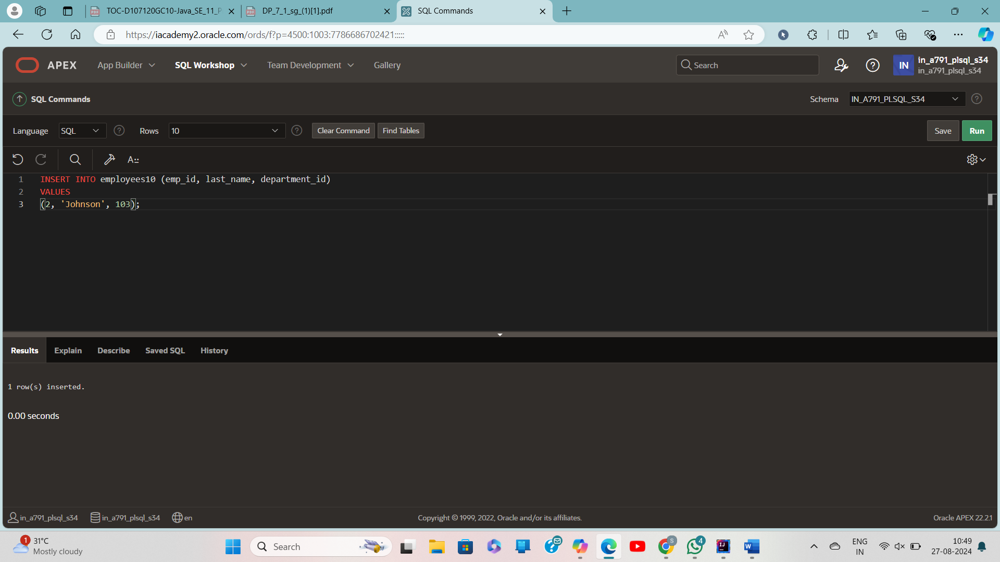 TOC-D107120GC10-Java_SE_11_P
DP_7_1_sg_(1)[1].pdf
SQL Commands
https://iacademy2.oracle.com/ords/f?p=4500:1003:7786686702421:::::
APEX App Builder SQL Workshop Team Development Gallery Search IN in_a791_plsql_s34
in_a791_plsql_s34
SQL Commands Schema IN_A791_PLSQL_S34
Language SQL Rows 10 Clear Command Find Tables Save Run
1 INSERT INTO employees10 (emp_id, last_name, department_id)
2 VALUES
3 (2, 'Johnson', 103);
Results Explain Describe Saved SQL History
1 row(s) inserted.
0.00 seconds
in_a791_plsql_s34 in_a791_plsql_s34 en Copyright © 1999, 2022, Oracle and/or its affiliates. Oracle APEX 22.2.1
1 31°C
Mostly cloudy
Search
S
4
ENG
IN
10:49
27-08-2024